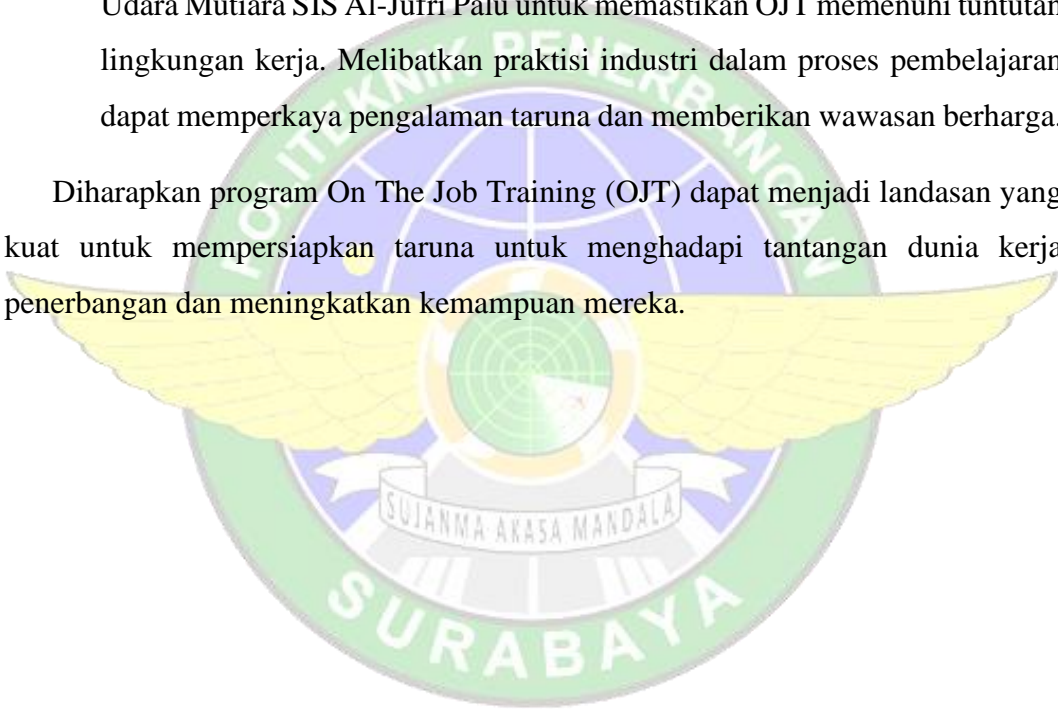 Udara Mutiara SIS Al-Jufri Palu untuk memastikan OJT memenuhi tuntutan
lingkungan kerja. Melibatkan praktisi industri dalam proses pembelajaran
dapat memperkaya pengalaman taruna dan memberikan wawasan berharga.
Diharapkan program On The Job Training (OJT) dapat menjadi landasan yang
kuat untuk mempersiapkan taruna untuk menghadapi tantangan dunia kerja
penerbangan dan meningkatkan kemampuan mereka.
POLITEKNIK PENERBANGAN
SUJANMA AKASA MANDALA
SURABAYA